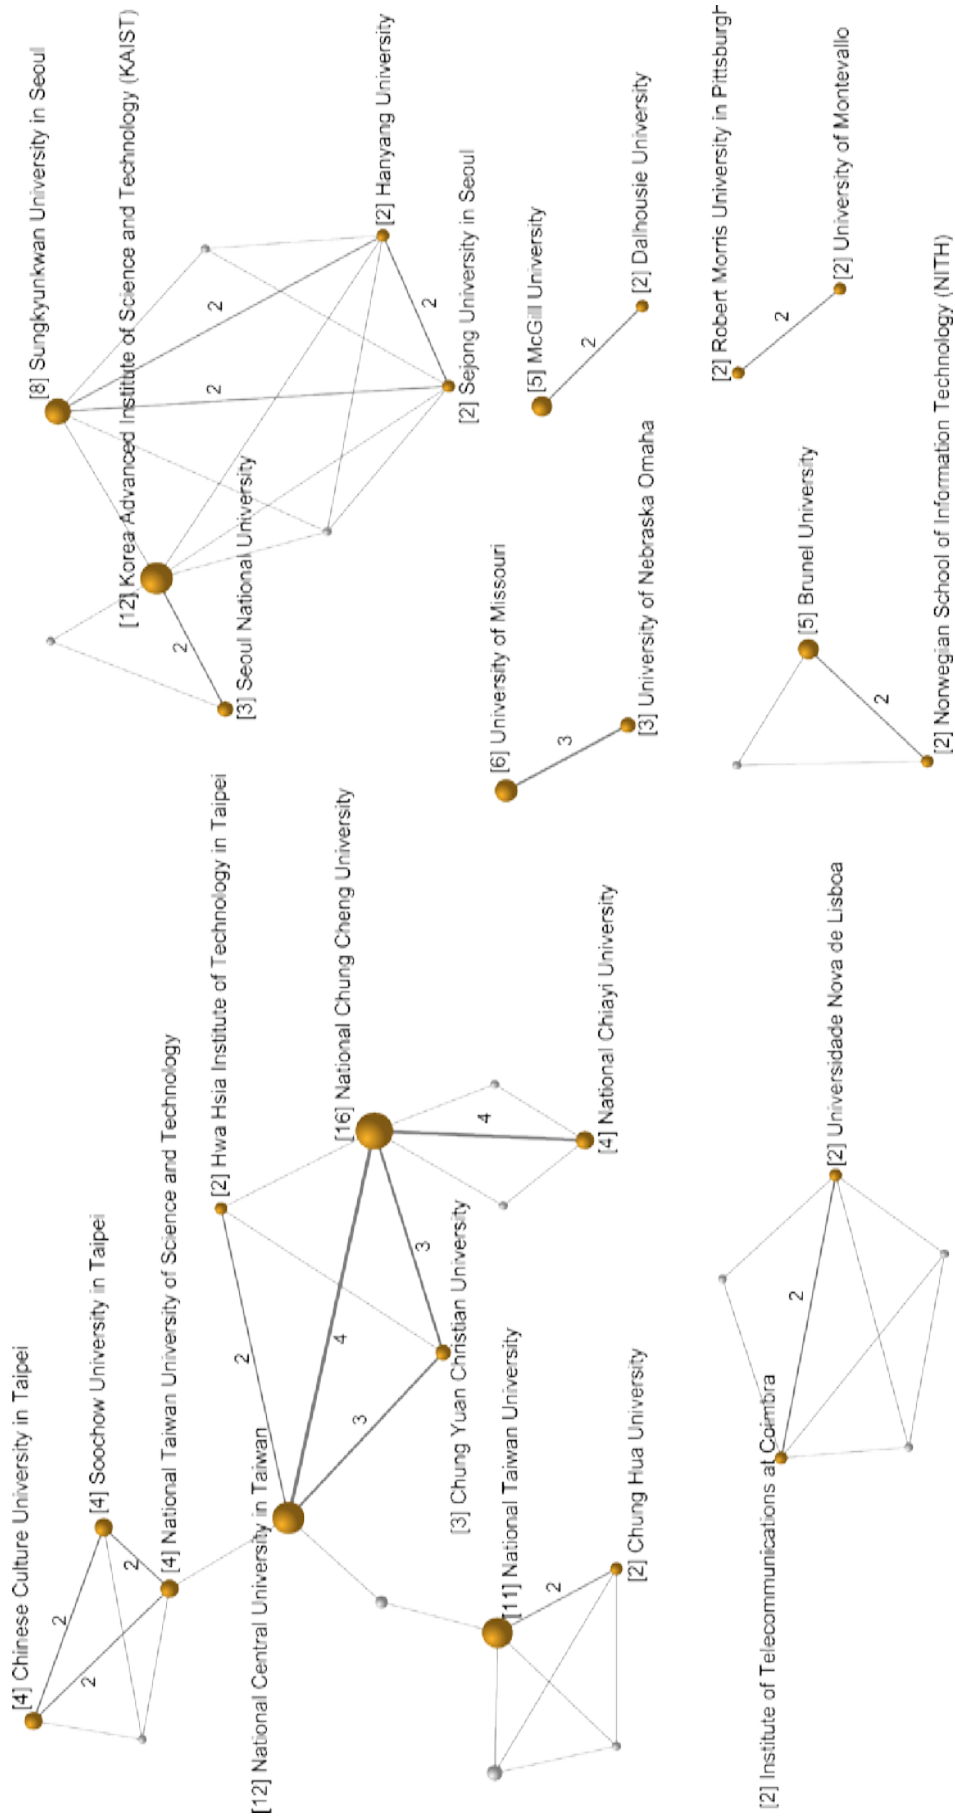 [4] Chinese Culture University in Taipei
2
[4] Soochow University in Taipei
2
2
[4] National Taiwan University of Science and Technology
[2] Hwa Hsia Institute of Technology in Taipei
2
[12] National Central University in Taiwan
4
[16] National Chung Cheng University
3
3
[3] Chung Yuan Christian University
4
[4] National Chiayi University
[11] National Taiwan University
2
[2] Chung Hua University
[2] Institute of Telecommunications at Coimbra
2
[2] Universidade Nova de Lisboa
[8] Sungkyunkwan University in Seoul
[12] Korea Advanced Institute of Science and Technology (KAIST)
2
[3] Seoul National University
2
2
[2] Hanyang University
2
[2] Sejong University in Seoul
[6] University of Missouri
3
[3] University of Nebraska Omaha
[5] McGill University
2
[2] Dalhousie University
[2] Robert Morris University in Pittsburgh
2
[2] University of Montevallo
[5] Brunel University
2
[2] Norwegian School of Information Technology (NITH)